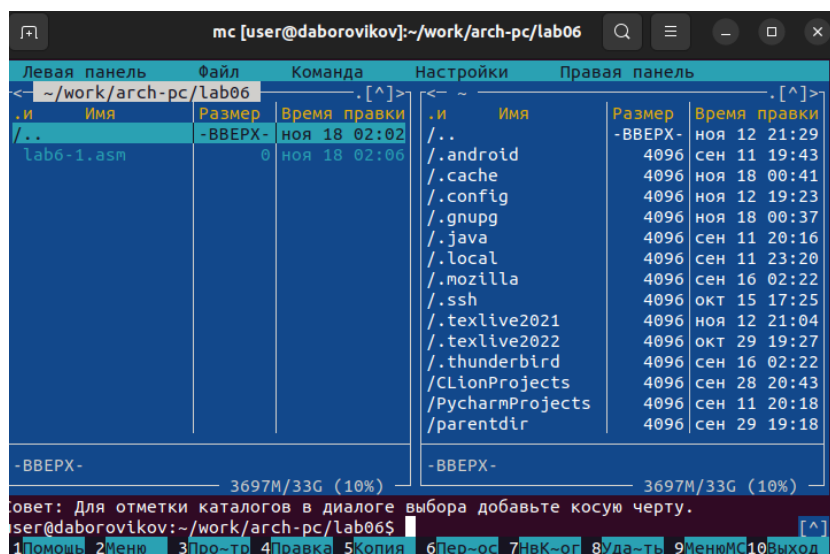 mc [user@daborovikov]:~/work/arch-pc/lab06
Левая панель Файл Команда Настройки Правая панель
<─ ~/work/arch-pc/lab06 .[^]>
.и Имя Размер Время правки
/.. -ВВЕРХ- ноя 18 02:02
lab6-1.asm 0 ноя 18 02:06
-ВВЕРХ-
3697M/33G (10%)
<─ ~ .[^]>
.и Имя Размер Время правки
/.. -ВВЕРХ- ноя 12 21:29
/.android 4096 сен 11 19:43
/.cache 4096 ноя 18 00:41
/.config 4096 ноя 12 19:23
/.gnupg 4096 ноя 18 00:37
/.java 4096 сен 11 20:16
/.local 4096 сен 11 23:20
/.mozilla 4096 сен 16 02:22
/.ssh 4096 окт 15 17:25
/.texlive2021 4096 ноя 12 21:04
/.texlive2022 4096 окт 29 19:27
/.thunderbird 4096 сен 16 02:22
/CLionProjects 4096 сен 28 20:43
/PycharmProjects 4096 сен 11 20:18
/parentdir 4096 сен 29 19:18
-ВВЕРХ-
3697M/33G (10%)
Совет: Для отметки каталогов в диалоге выбора добавьте косую черту.
user@daborovikov:~/work/arch-pc/lab06$ [^]
1Помощь 2Меню 3Про~тр 4Правка 5Копия 6Пер~ос 7НвК~ог 8Уда~ть 9МенюMC 10Выход